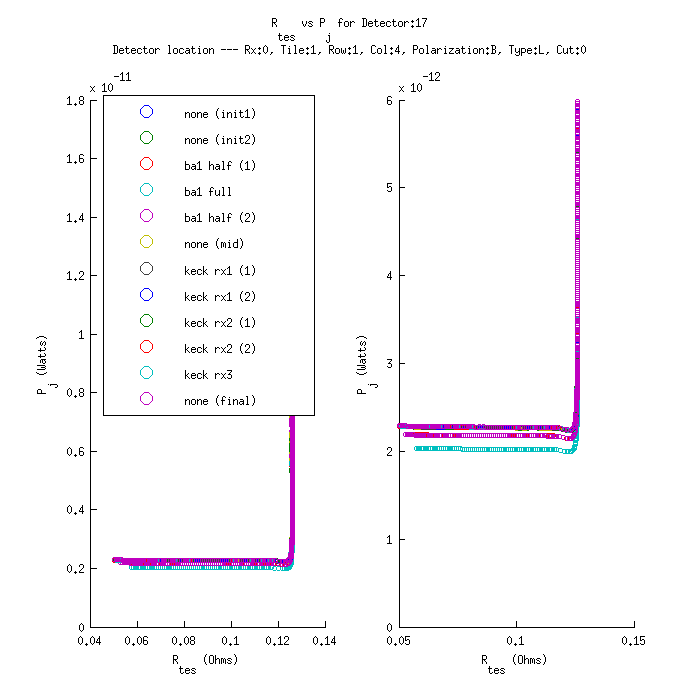 R tes vs P j for Detector:17
Detector location --- Rx:0, Tile:1, Row:1, Col:4, Polarization:B, Type:L, Cut:0
x 10^-11
1.8
1.6
1.4
1.2
1
0.8
0.6
0.4
0.2
0
0.04 0.06 0.08 0.1 0.12 0.14
P j (Watts)
R tes (Ohms)
none (init1)
none (init2)
ba1 half (1)
ba1 full
ba1 half (2)
none (mid)
keck rx1 (1)
keck rx1 (2)
keck rx2 (1)
keck rx2 (2)
keck rx3
none (final)
x 10^-12
6
5
4
3
2
1
0
0.05 0.1 0.15
P j (Watts)
R tes (Ohms)